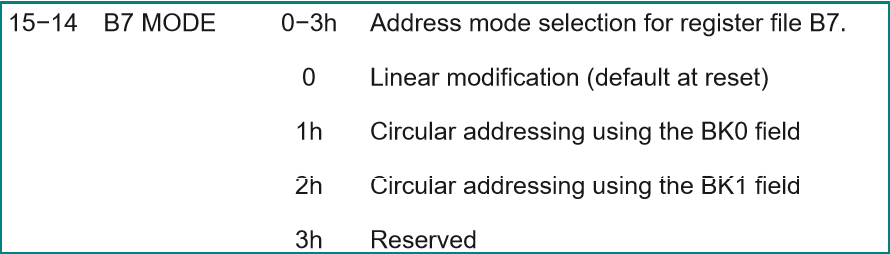 15−14 B7 MODE 0−3h Address mode selection for register file B7.
0 Linear modification (default at reset)
1h Circular addressing using the BK0 field
2h Circular addressing using the BK1 field
3h Reserved